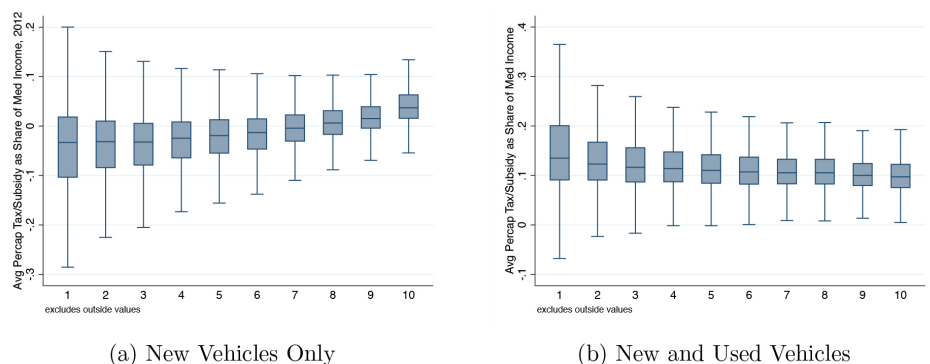 Avg Percap Tax/Subsidy as Share of Med Income, 2012
.2
.1
0
-.1
-.2
-.3
1 2 3 4 5 6 7 8 9 10
excludes outside values
(a) New Vehicles Only
Avg Percap Tax/Subsidy as Share of Med Income
.4
.3
.2
.1
0
-.1
1 2 3 4 5 6 7 8 9 10
excludes outside values
(b) New and Used Vehicles